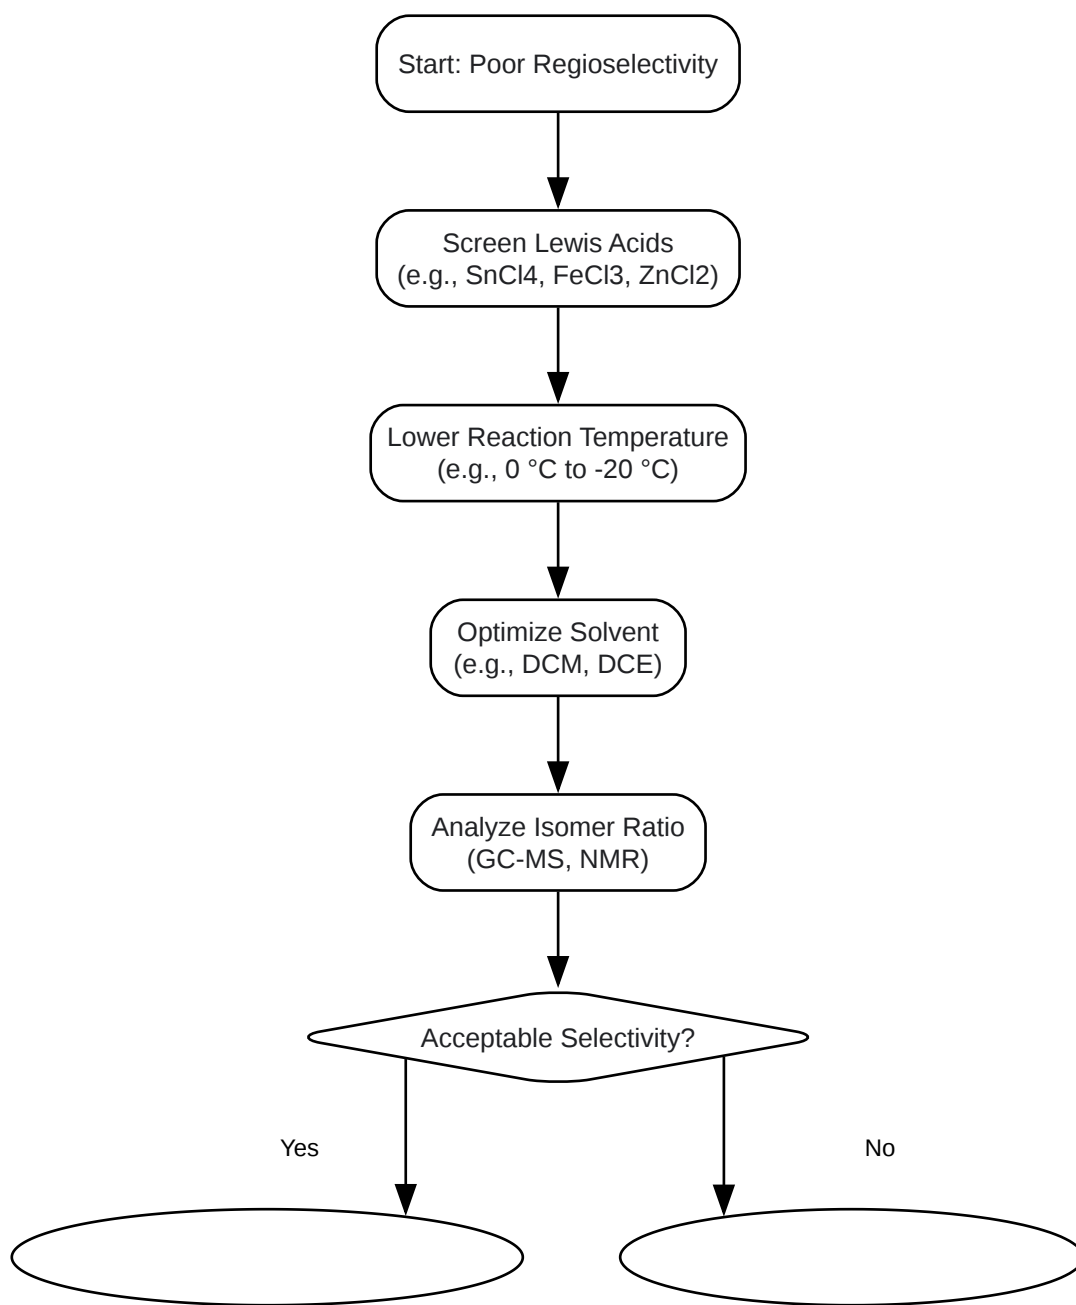 Start: Poor Regioselectivity
Screen Lewis Acids
(e.g., SnCl4, FeCl3, ZnCl2)
Lower Reaction Temperature
(e.g., 0 °C to -20 °C)
Optimize Solvent
(e.g., DCM, DCE)
Analyze Isomer Ratio
(GC-MS, NMR)
Acceptable Selectivity?
Yes
No